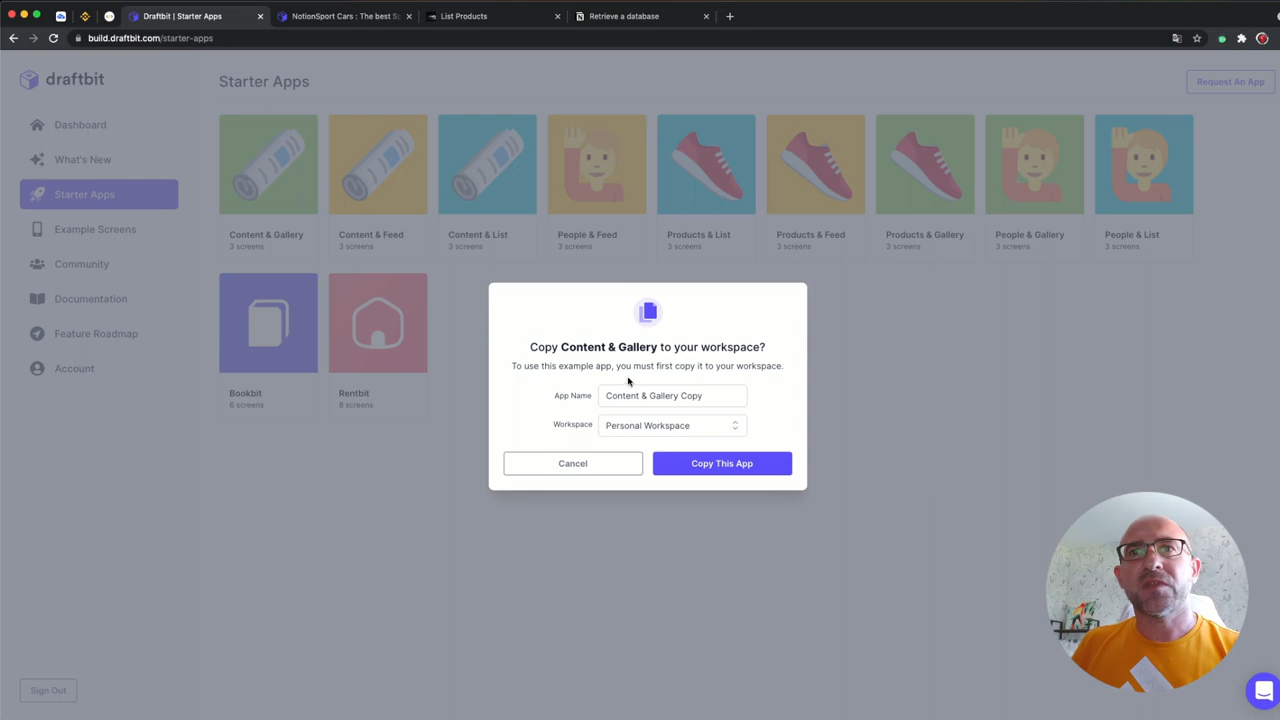 Draftbit | Starter Apps
NotionSport Cars : The best Sp
List Products
Retrieve a database
build.draftbit.com/starter-apps
draftbit
Starter Apps
Request An App
Dashboard
What's New
Starter Apps
Example Screens
Community
Documentation
Feature Roadmap
Account
Content & Gallery
3 screens
Content & Feed
3 screens
Content & List
3 screens
People & Feed
3 screens
Products & List
3 screens
Products & Feed
3 screens
Products & Gallery
3 screens
People & Gallery
3 screens
People & List
3 screens
Bookbit
6 screens
Rentbit
8 screens
Copy Content & Gallery to your workspace?
To use this example app, you must first copy it to your workspace.
App Name
Content & Gallery Copy
Workspace
Personal Workspace
Cancel
Copy This App
Sign Out